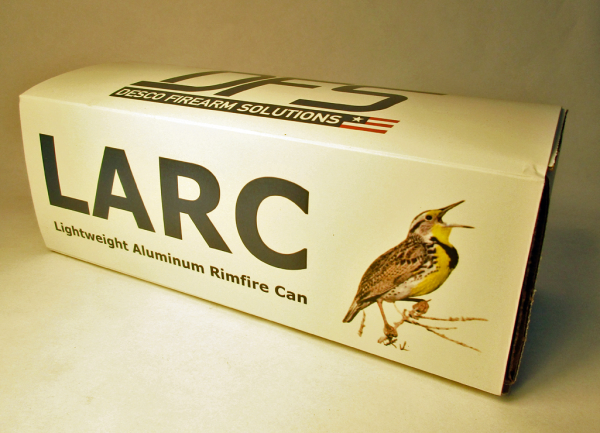 DFS
DESCO FIREARM SOLUTIONS
LARC
Lightweight Aluminum Rimfire Can